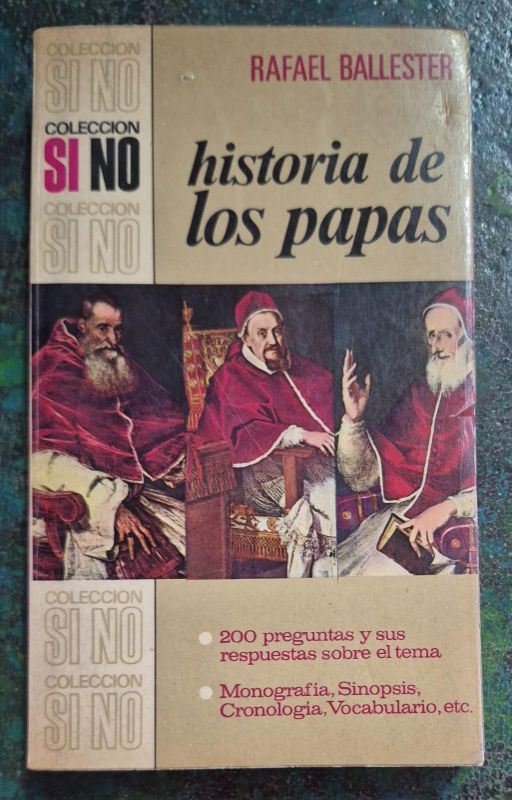 COLECCION
SI NO
COLECCION
SI NO
COLECCION
SI NO
RAFAEL BALLESTER
historia de
los papas
COLECCION
SI NO
COLECCION
SI NO
200 preguntas y sus
respuestas sobre el tema
Monografía, Sinopsis,
Cronología, Vocabulario, etc.